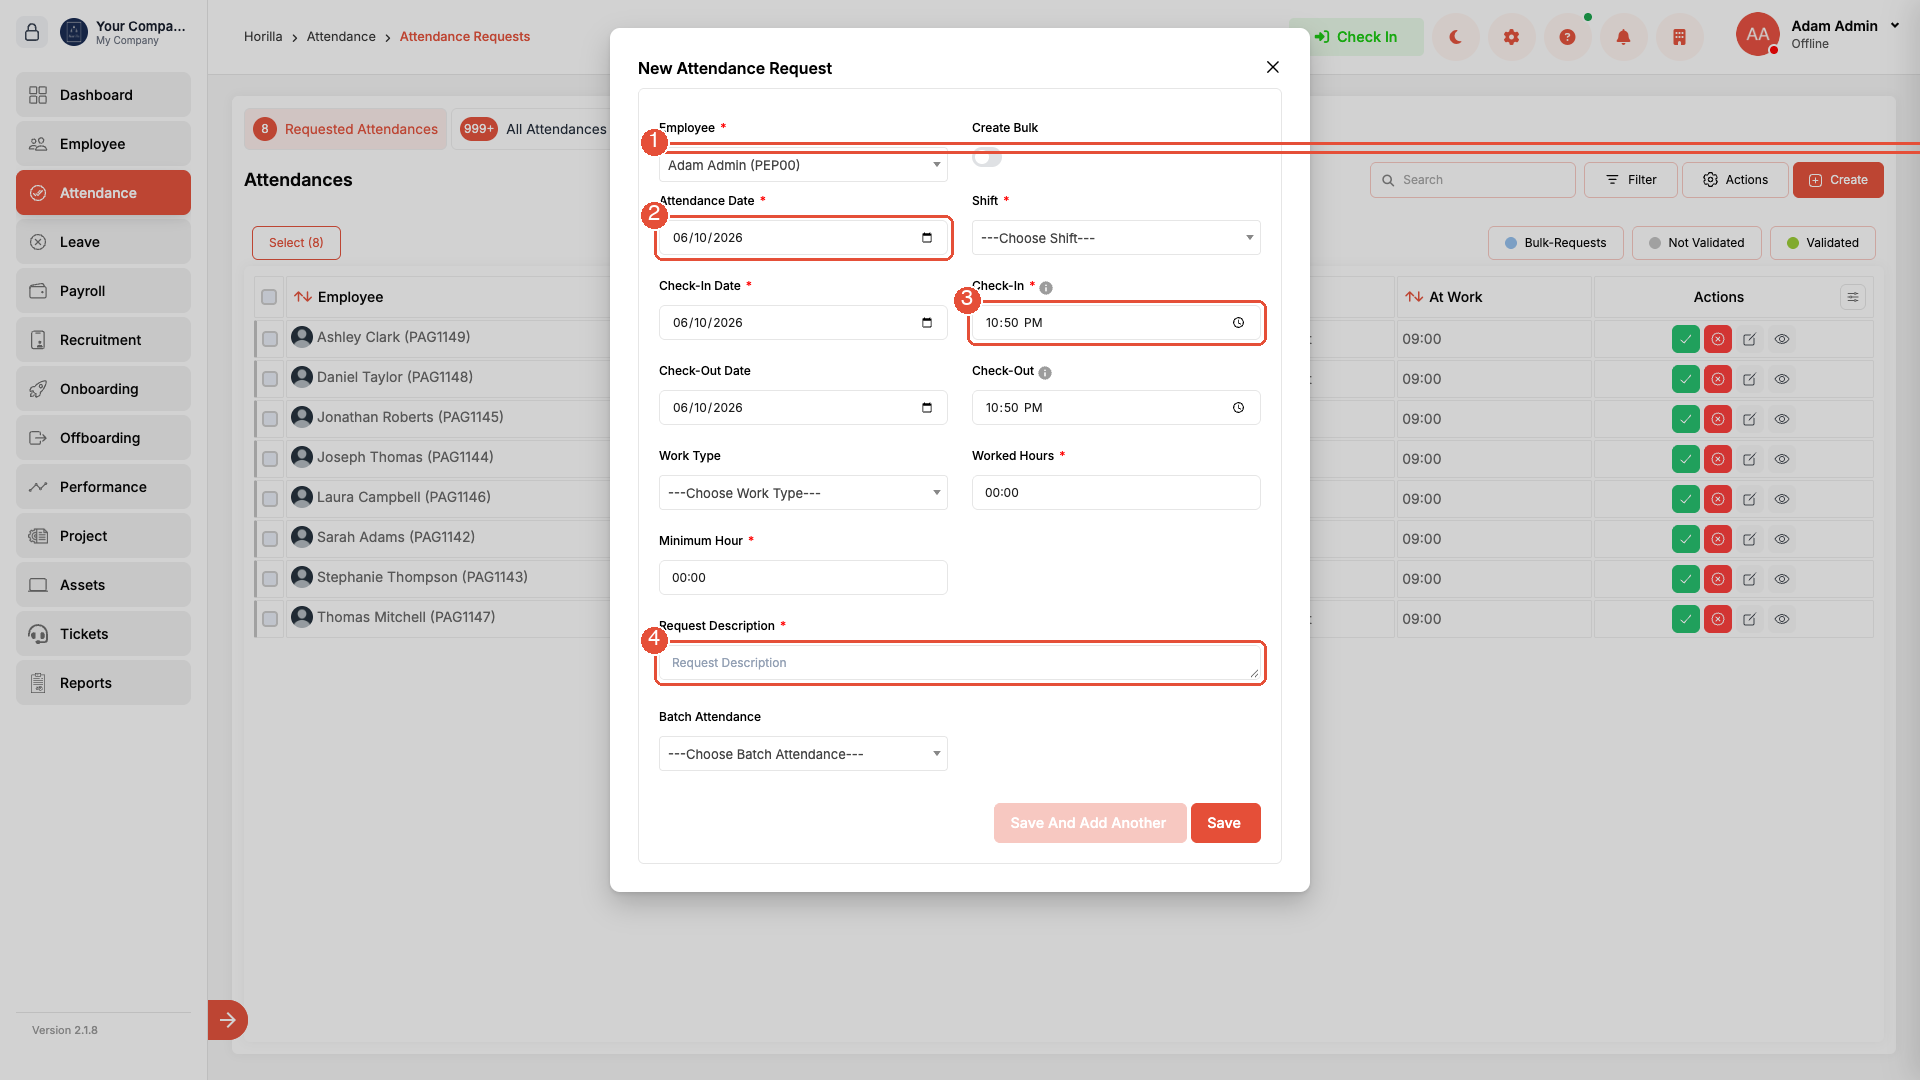 Your Compa...
My Company
Dashboard
Employee
Attendance
Leave
Payroll
Recruitment
Onboarding
Offboarding
Performance
Project
Assets
Tickets
Reports
Version 2.1.8
Horilla > Attendance > Attendance Requests
Check In
AA
Adam Admin
Offline
8 Requested Attendances
999+ All Attendances
Attendances
Search
Filter
Actions
Create
Select (8)
Bulk-Requests
Not Validated
Validated
Employee
At Work
Actions
Ashley Clark (PAG1149)
09:00
Daniel Taylor (PAG1148)
09:00
Jonathan Roberts (PAG1145)
09:00
Joseph Thomas (PAG1144)
09:00
Laura Campbell (PAG1146)
09:00
Sarah Adams (PAG1142)
09:00
Stephanie Thompson (PAG1143)
09:00
Thomas Mitchell (PAG1147)
09:00
New Attendance Request
1
Employee *
Adam Admin (PEP00)
Create Bulk
2
Attendance Date *
06/10/2026
Shift *
---Choose Shift---
Check-In Date *
06/10/2026
3
Check-In *
10:50 PM
Check-Out Date
06/10/2026
Check-Out
10:50 PM
Work Type
---Choose Work Type---
Worked Hours *
00:00
Minimum Hour *
00:00
4
Request Description *
Request Description
Batch Attendance
---Choose Batch Attendance---
Save And Add Another
Save